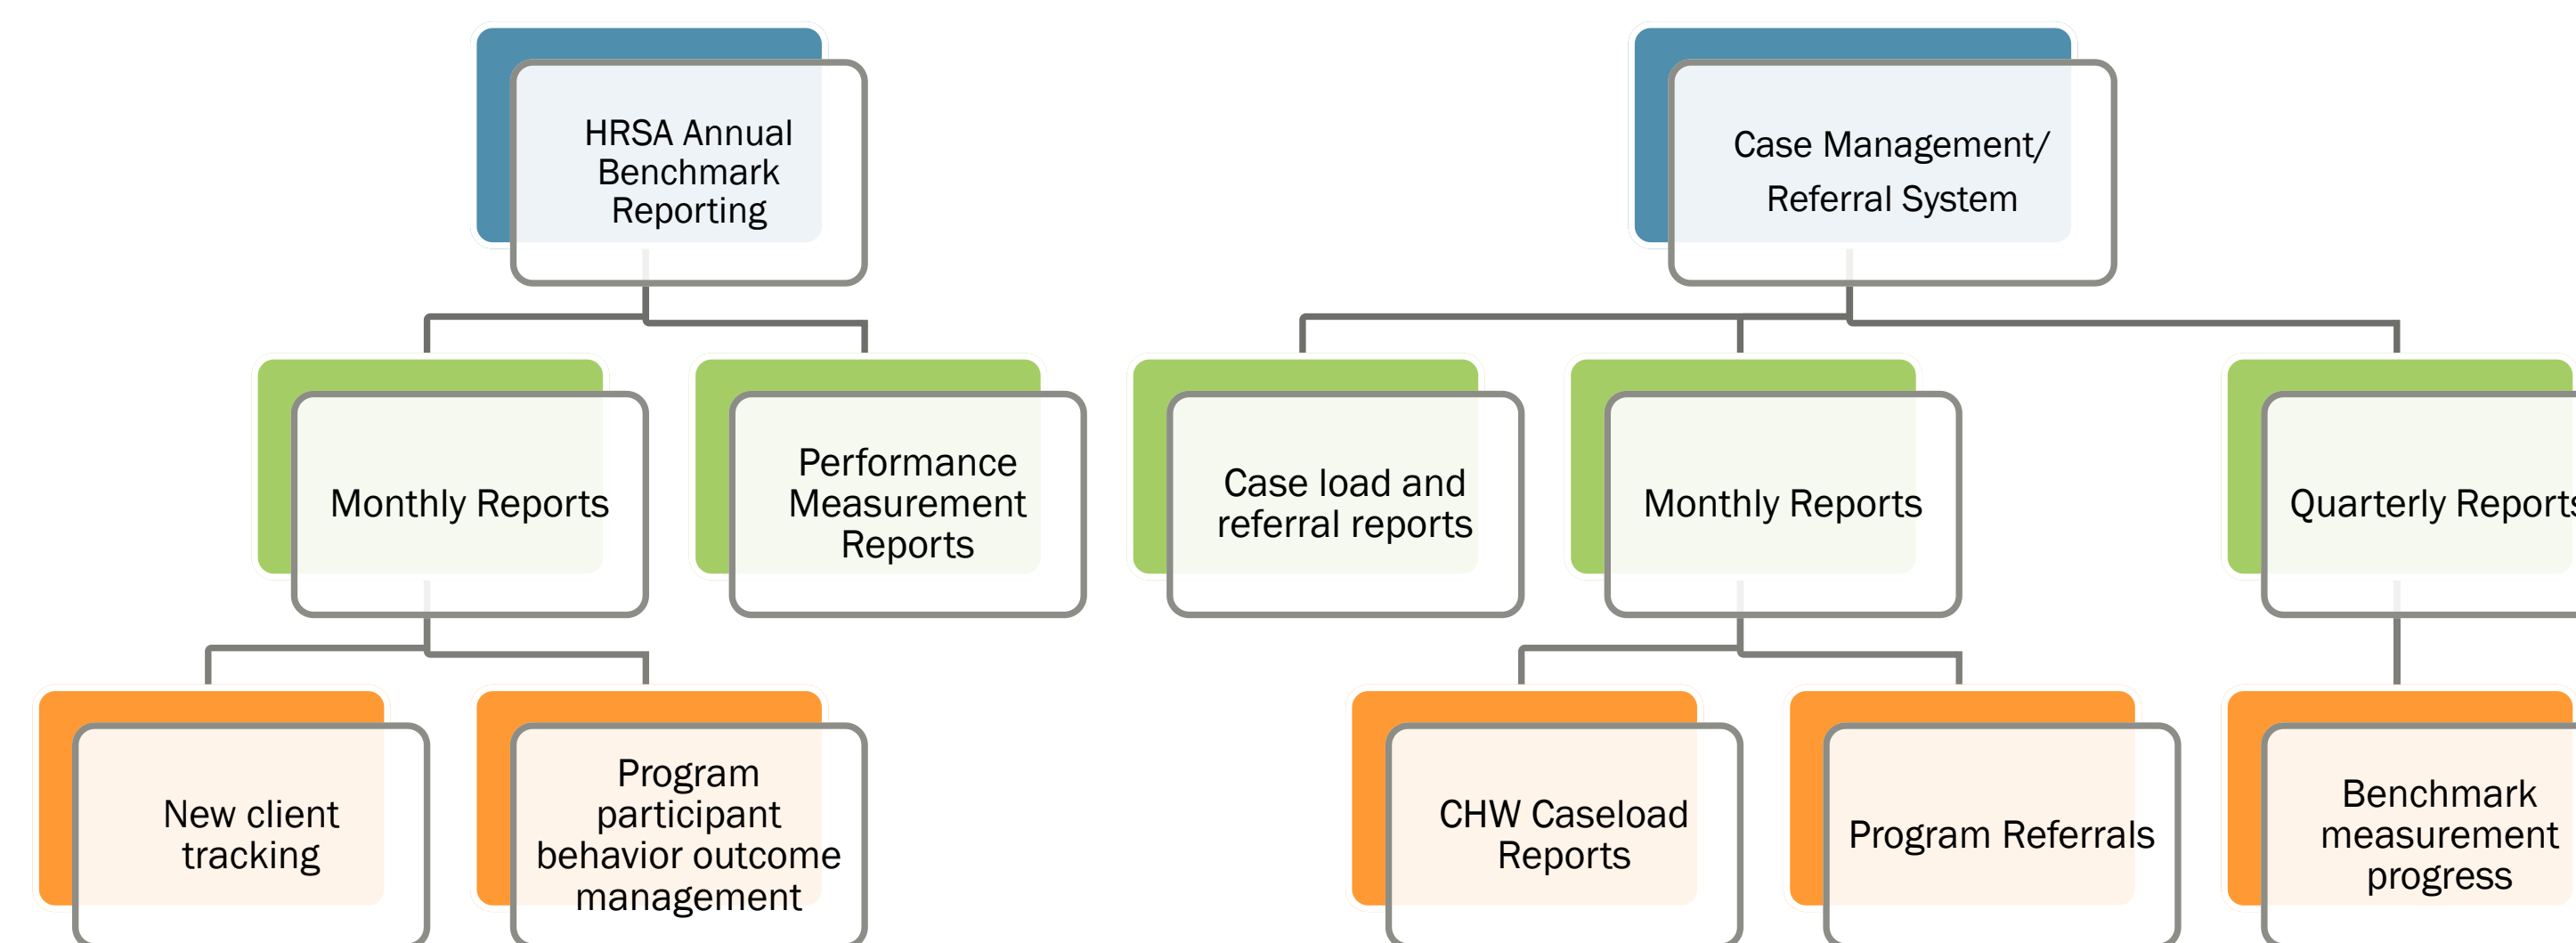 HRSA Annual
Benchmark
Reporting
Case Management/
Referral System
Monthly Reports
Performance
Measurement
Reports
Case load and
referral reports
Monthly Reports
Quarterly Reports
New client
tracking
Program
participant
behavior outcome
management
CHW Caseload
Reports
Program Referrals
Benchmark
measurement
progress